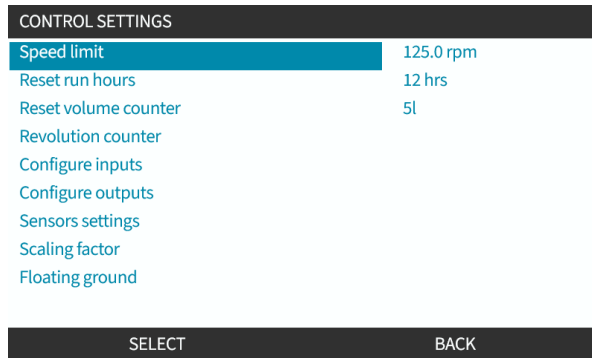 CONTROL SETTINGS
Speed limit 125.0 rpm
Reset run hours 12 hrs
Reset volume counter 5l
Revolution counter
Configure inputs
Configure outputs
Sensors settings
Scaling factor
Floating ground
SELECT BACK